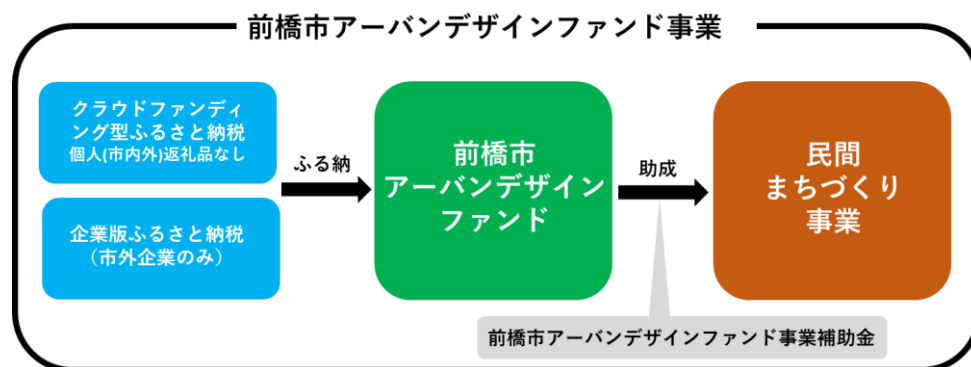 前橋市アーバンデザインファンド事業
クラウドファンディ
ング型ふるさと納税
個人(市内外)返礼品なし
企業版ふるさと納税
（市外企業のみ）
ふる納
前橋市
アーバンデザイン
ファンド
助成
民間
まちづくり
事業
前橋市アーバンデザインファンド事業補助金